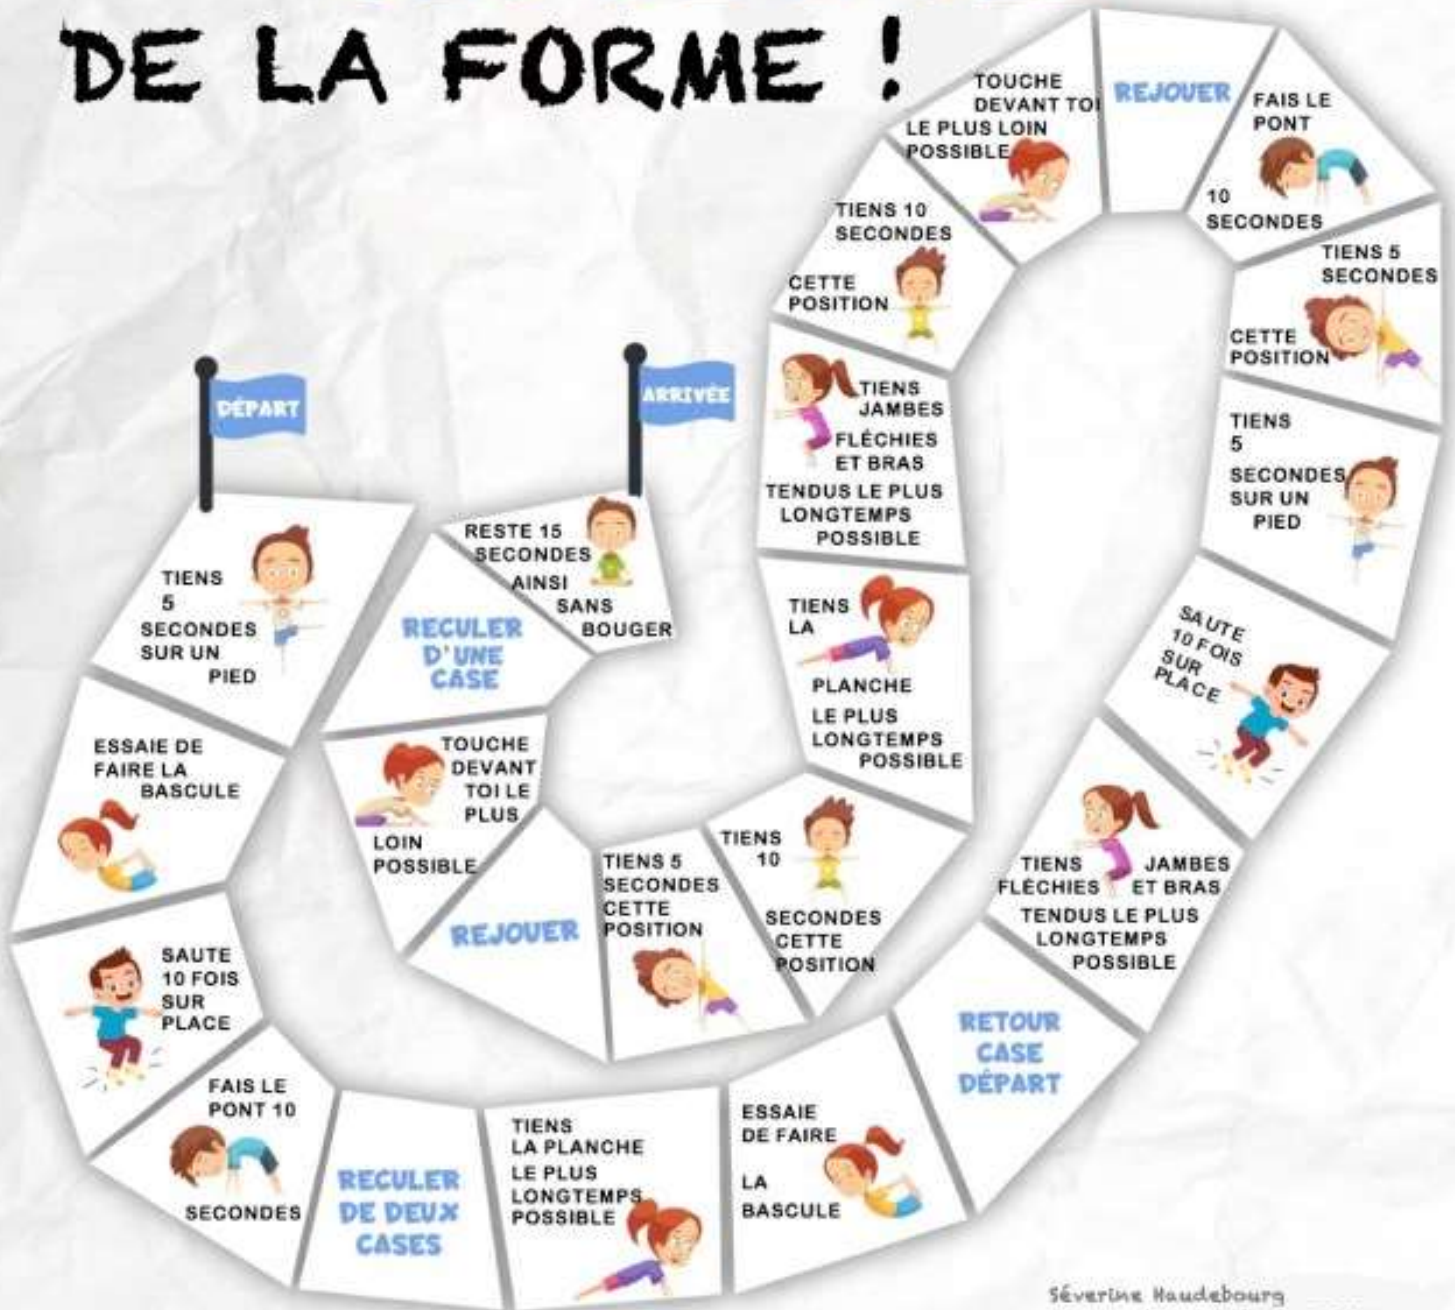 DE LA FORME !
DÉPART
TIENS
5
SECONDES
SUR UN
PIED
ESSAIE DE
FAIRE LA
BASCULE
SAUTE
10 FOIS
SUR
PLACE
FAIS LE
PONT 10
SECONDES
RECULER
DE DEUX
CASES
TIENS
LA PLANCHE
LE PLUS
LONGTEMPS
POSSIBLE
ESSAIE
DE FAIRE
LA
BASCULE
RETOUR
CASE
DÉPART
TIENS JAMBES
FLÉCHIES ET BRAS
TENDUS LE PLUS
LONGTEMPS
POSSIBLE
SAUTE
10 FOIS
SUR
PLACE
TIENS
5
SECONDES
SUR UN
PIED
TIENS 5
SECONDES
CETTE
POSITION
FAIS LE
PONT
10
SECONDES
REJOUER
TOUCHE
DEVANT TOI
LE PLUS LOIN
POSSIBLE
TIENS 10
SECONDES
CETTE
POSITION
TIENS
JAMBES
FLÉCHIES
ET BRAS
TENDUS LE PLUS
LONGTEMPS
POSSIBLE
TIENS
LA
PLANCHE
LE PLUS
LONGTEMPS
POSSIBLE
TIENS
10
SECONDES
CETTE
POSITION
TIENS 5
SECONDES
CETTE
POSITION
REJOUER
TOUCHE
DEVANT
TOI LE
PLUS
LOIN
POSSIBLE
RECULER
D'UNE
CASE
RESTE 15
SECONDES
AINSI
SANS
BOUGER
ARRIVÉE
Séverine Haudebourg